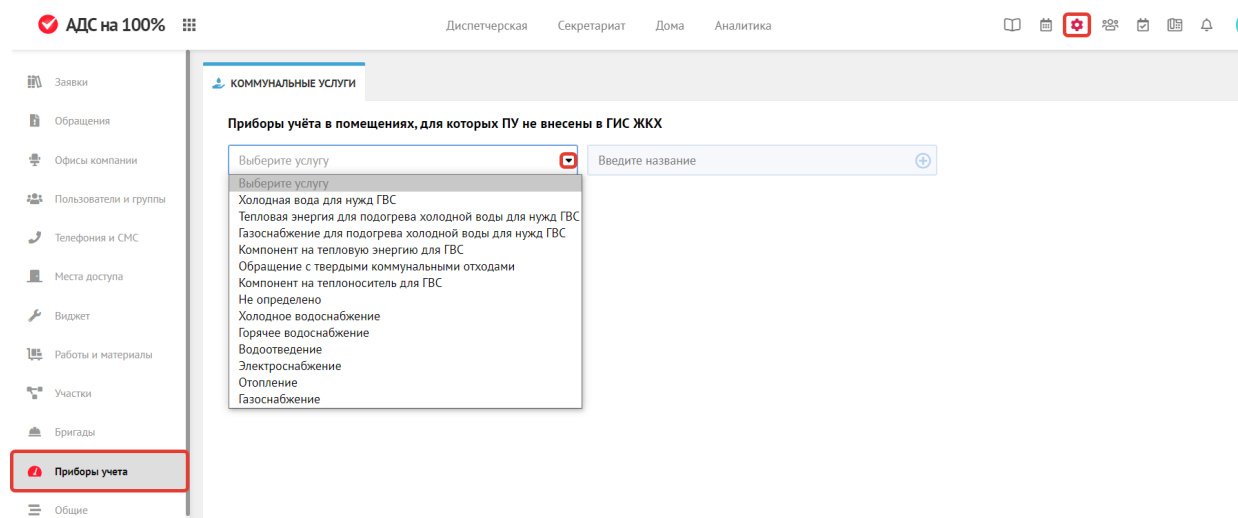 АДС на 100%
Диспетчерская Секретариат Дома Аналитика
Заявки
Обращения
Офисы компании
Пользователи и группы
Телефония и СМС
Места доступа
Виджет
Работы и материалы
Участки
Бригады
Приборы учета
Общие
КОММУНАЛЬНЫЕ УСЛУГИ
Приборы учёта в помещениях, для которых ПУ не внесены в ГИС ЖКХ
Выберите услугу
Введите название
Выберите услугу
Холодная вода для нужд ГВС
Тепловая энергия для подогрева холодной воды для нужд ГВС
Газоснабжение для подогрева холодной воды для нужд ГВС
Компонент на тепловую энергию для ГВС
Обращение с твердыми коммунальными отходами
Компонент на теплоноситель для ГВС
Не определено
Холодное водоснабжение
Горячее водоснабжение
Водоотведение
Электроснабжение
Отопление
Газоснабжение